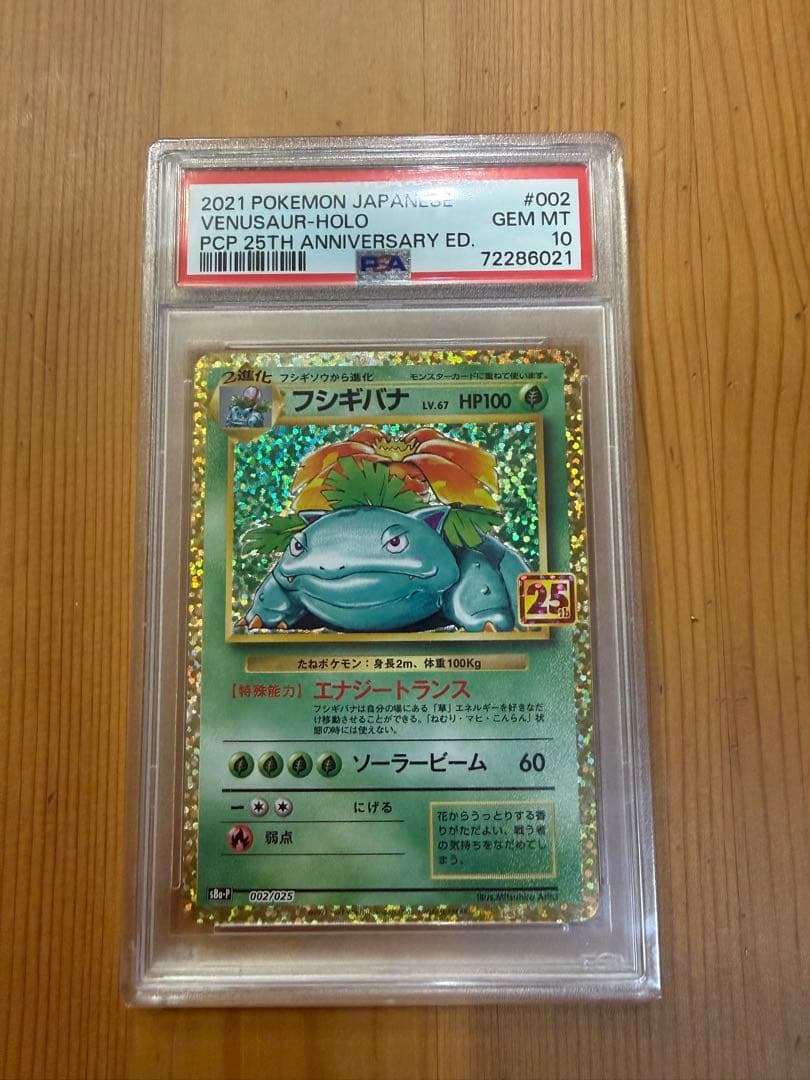 2021 POKEMON JAPANESE #002
VENUSAUR-HOLO GEM MT
PCP 25TH ANNIVERSARY ED. 10
PSA 72286021
2進化 フシギソウから進化 モンスターカードに重ねて使います。
フシギバナ LV.67 HP100
25th
たねポケモン:身長2m、体重100Kg
【特殊能力】エナジートランス
フシギバナは自分の場にある「草」エネルギーを好きなだ
け移動させることができる。「ねむり・マヒ・こんらん」状
態の時には使えない。
ソーラービーム 60
にげる
弱点
花からうっとりする香
りがただよい、戦う者
の気持ちをなだめてし
まう。
s8a-P 002/025 Illus.Mitsuhiro Arita